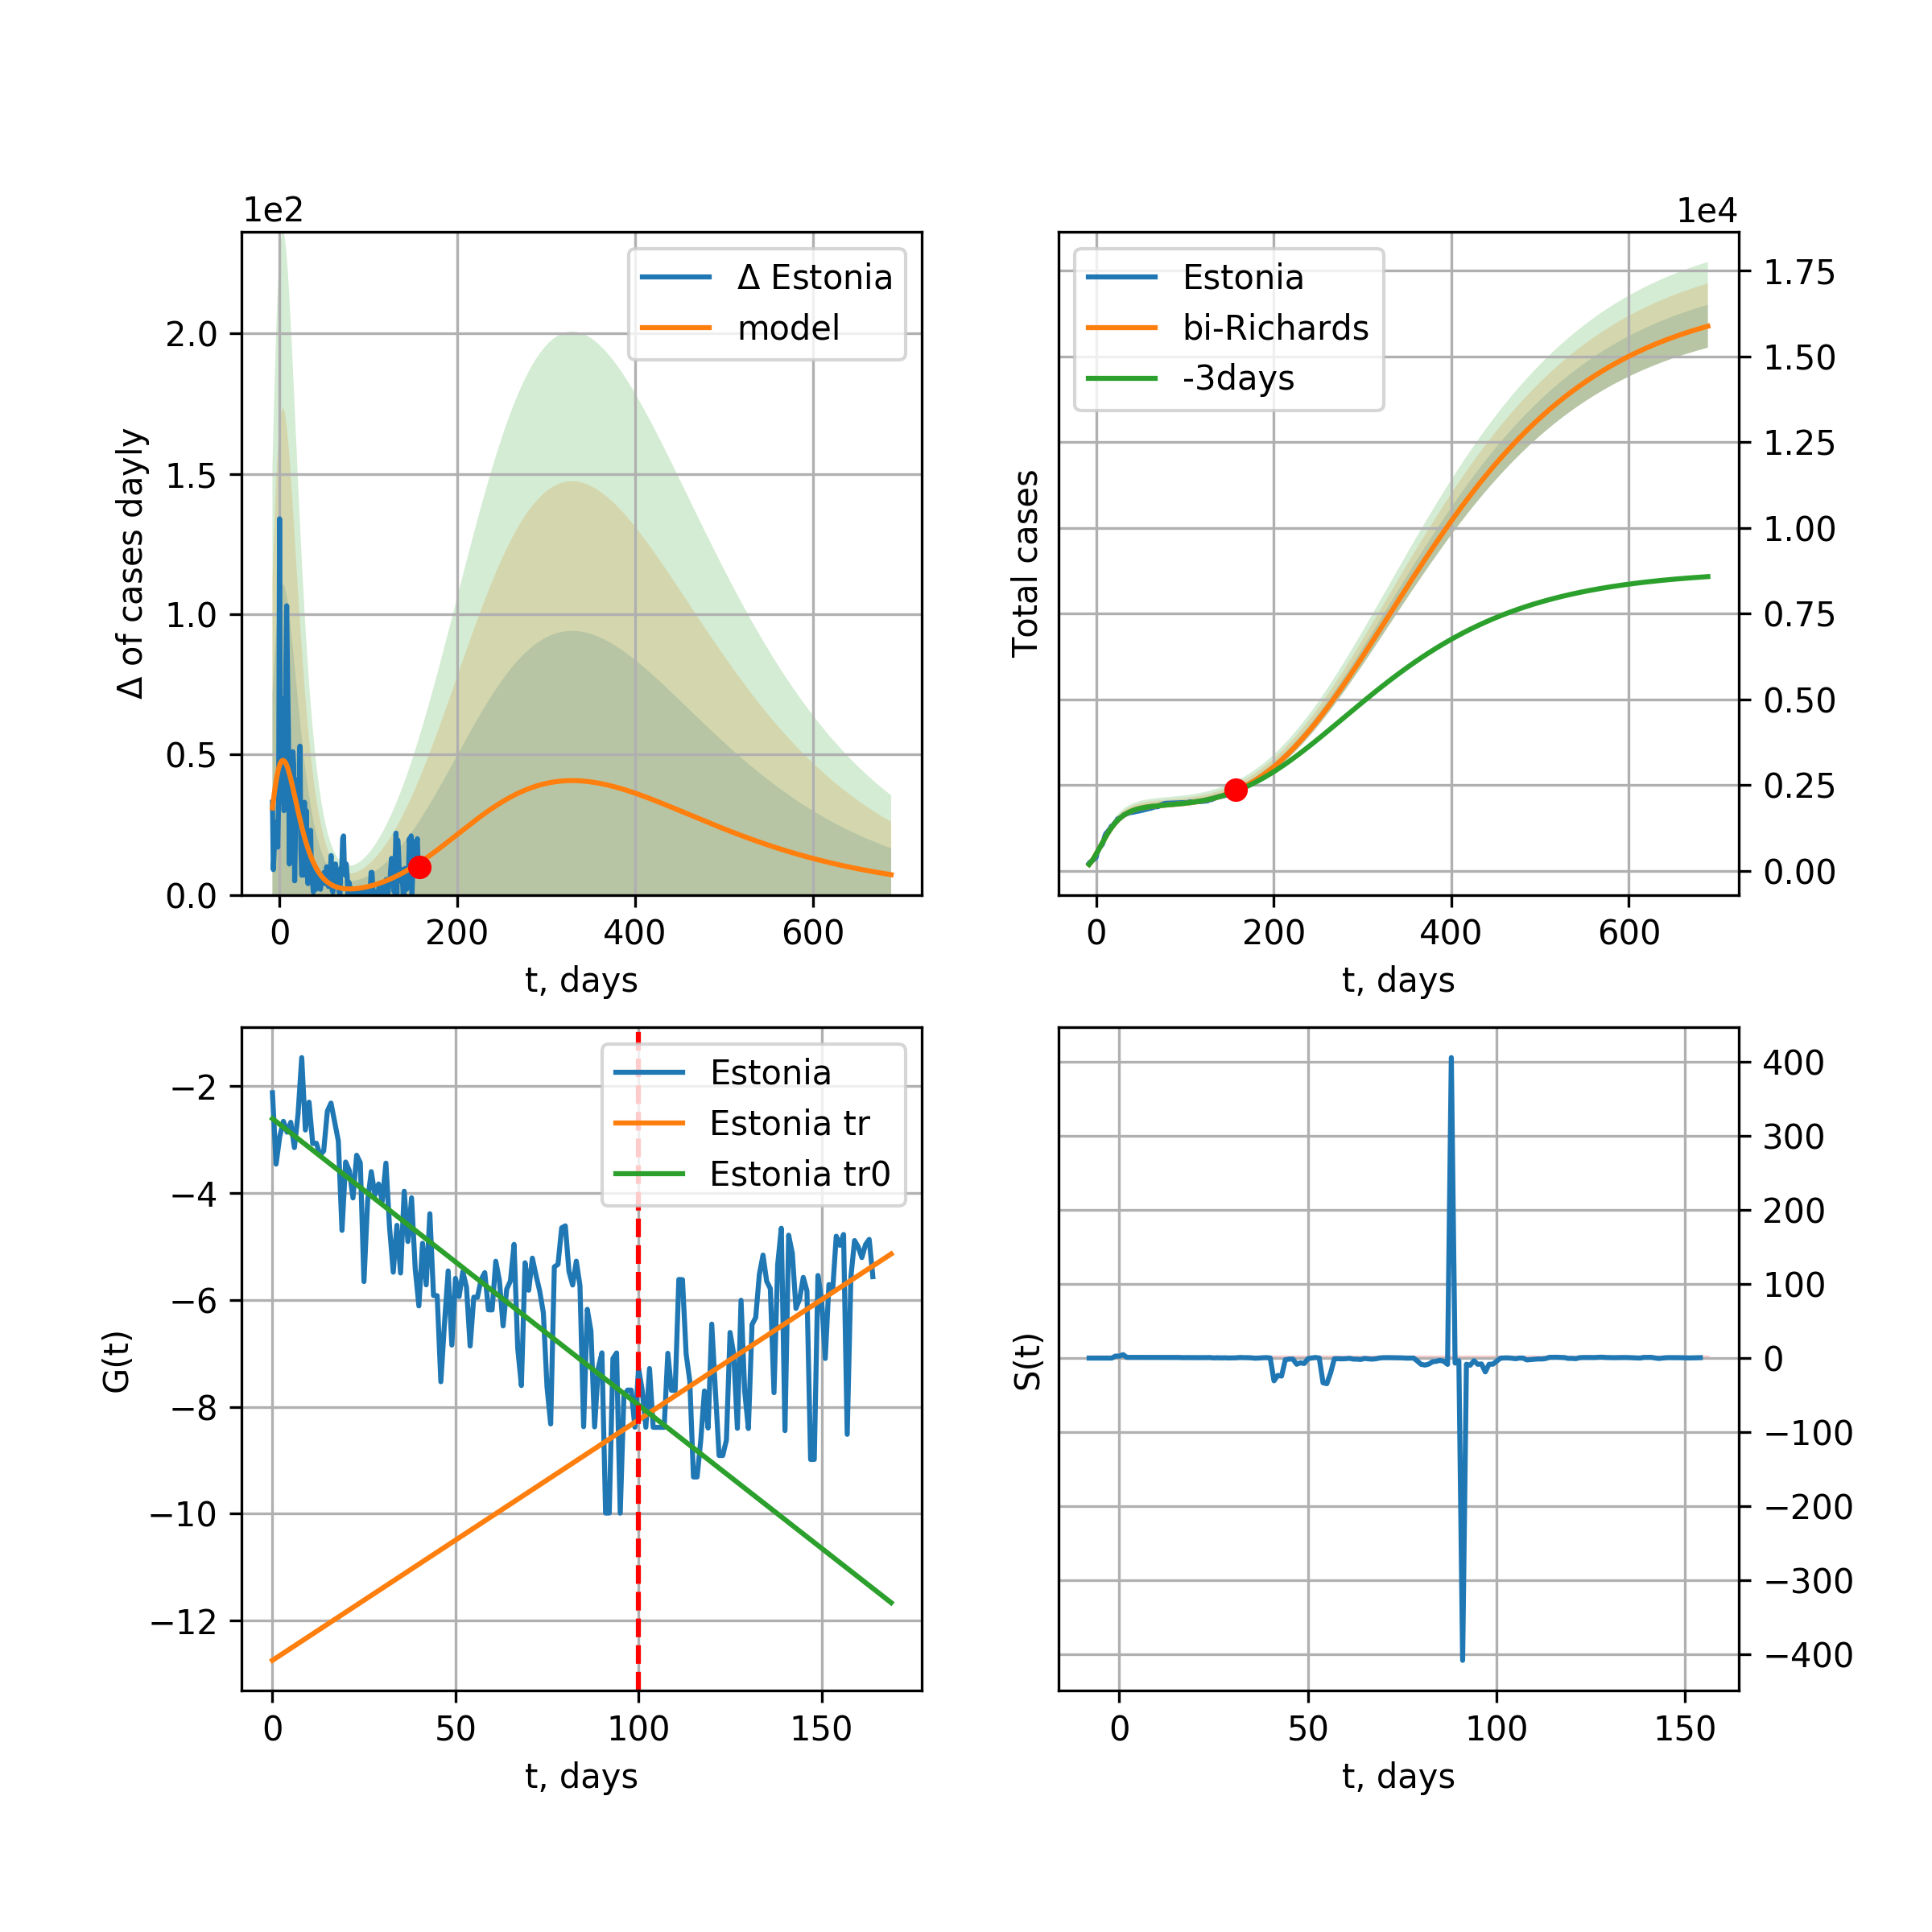 1e2
Δ Estonia
model
2.0
1.5
1.0
0.5
0.0
Δ of cases dayly
0 200 400 600
t, days
1e4
Estonia
bi-Richards
-3days
1.75
1.50
1.25
1.00
0.75
0.50
0.25
0.00
Total cases
0 200 400 600
t, days
Estonia
Estonia tr
Estonia tr0
−2
−4
−6
−8
−10
−12
G(t)
0 50 100 150
t, days
400
300
200
100
0
−100
−200
−300
−400
S(t)
0 50 100 150
t, days